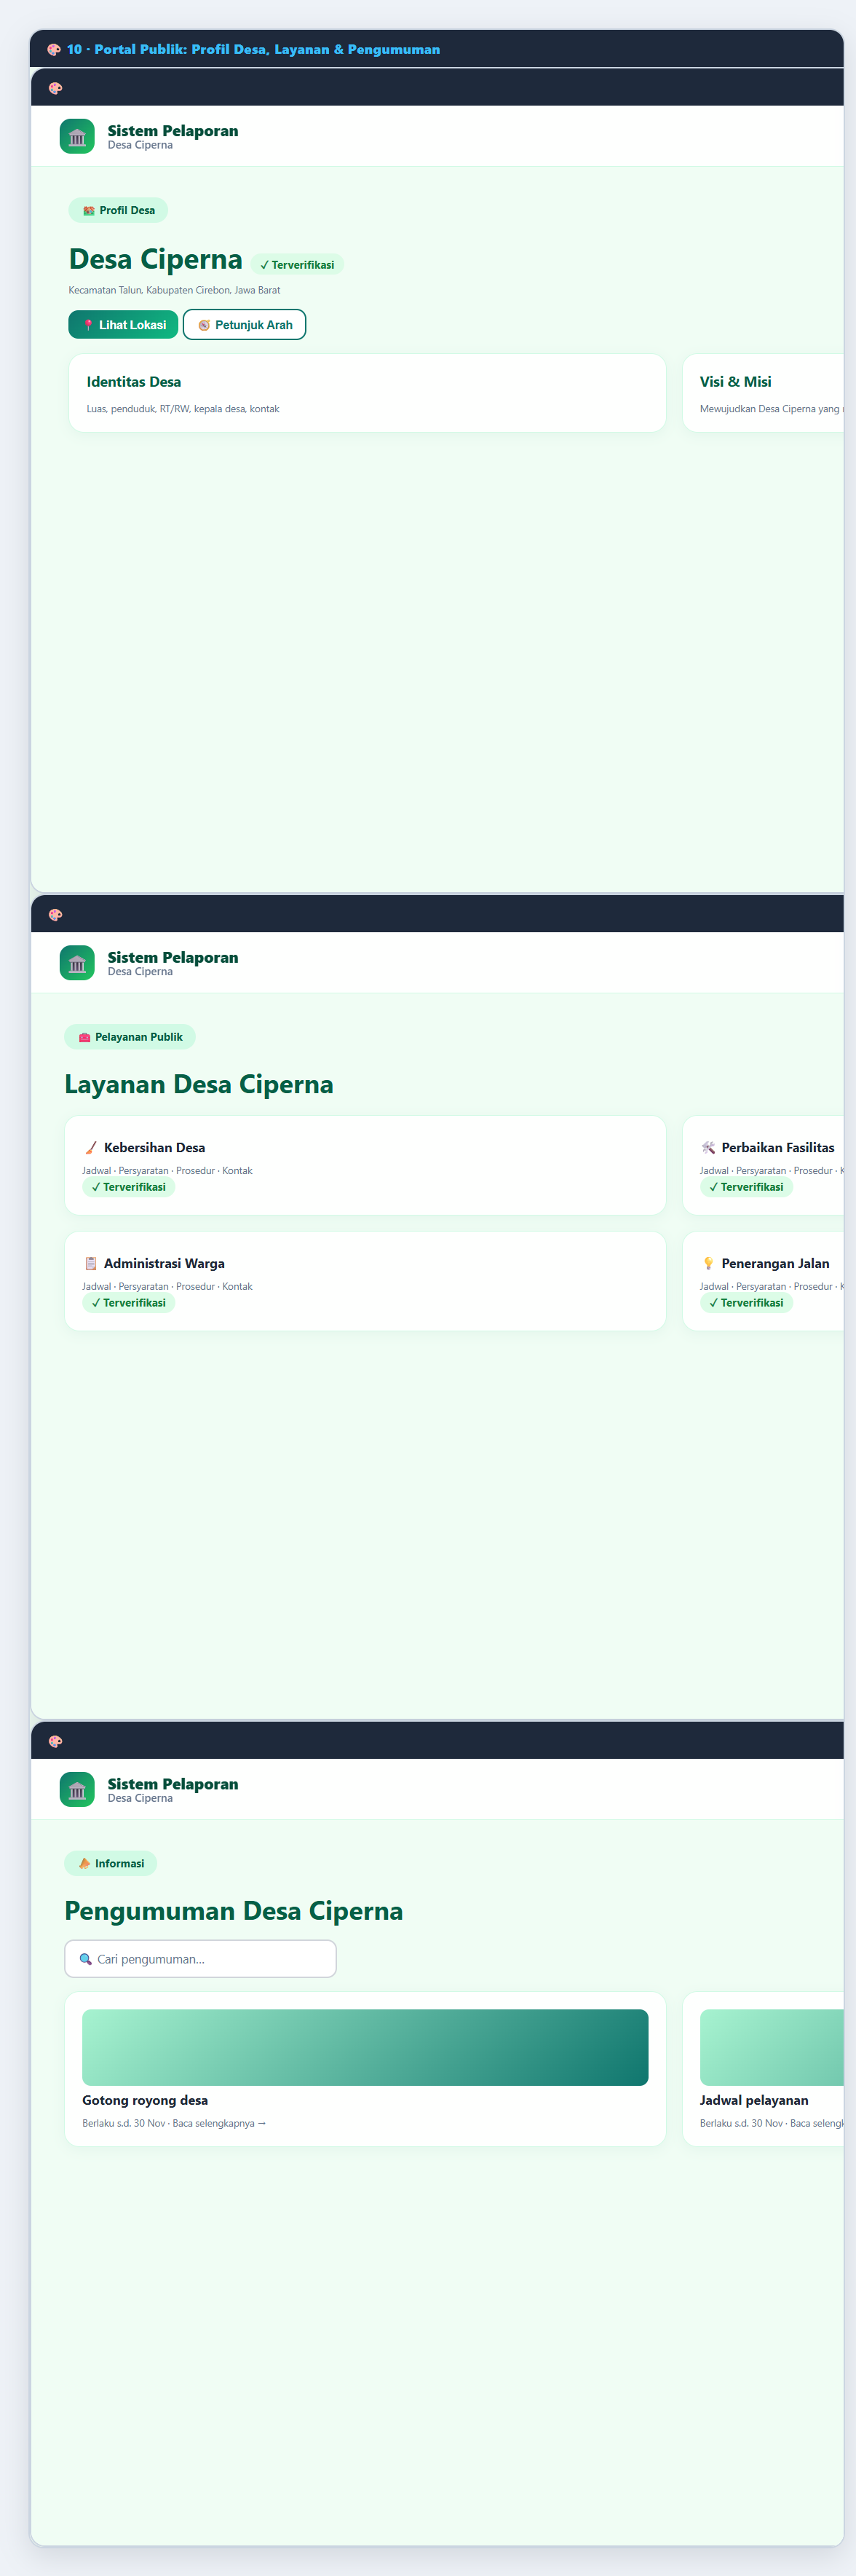 10 · Portal Publik: Profil Desa, Layanan & Pengumuman
Sistem Pelaporan
Desa Ciperna
Profil Desa
Desa Ciperna ✓ Terverifikasi
Kecamatan Talun, Kabupaten Cirebon, Jawa Barat
Lihat Lokasi
Petunjuk Arah
Identitas Desa
Luas, penduduk, RT/RW, kepala desa, kontak
Visi & Misi
Mewujudkan Desa Ciperna yang
Sistem Pelaporan
Desa Ciperna
Pelayanan Publik
Layanan Desa Ciperna
Kebersihan Desa
Jadwal · Persyaratan · Prosedur · Kontak
✓ Terverifikasi
Perbaikan Fasilitas
Jadwal · Persyaratan · Prosedur · K
✓ Terverifikasi
Administrasi Warga
Jadwal · Persyaratan · Prosedur · Kontak
✓ Terverifikasi
Penerangan Jalan
Jadwal · Persyaratan · Prosedur · K
✓ Terverifikasi
Sistem Pelaporan
Desa Ciperna
Informasi
Pengumuman Desa Ciperna
Cari pengumuman...
Gotong royong desa
Berlaku s.d. 30 Nov · Baca selengkapnya →
Jadwal pelayanan
Berlaku s.d. 30 Nov · Baca selengk